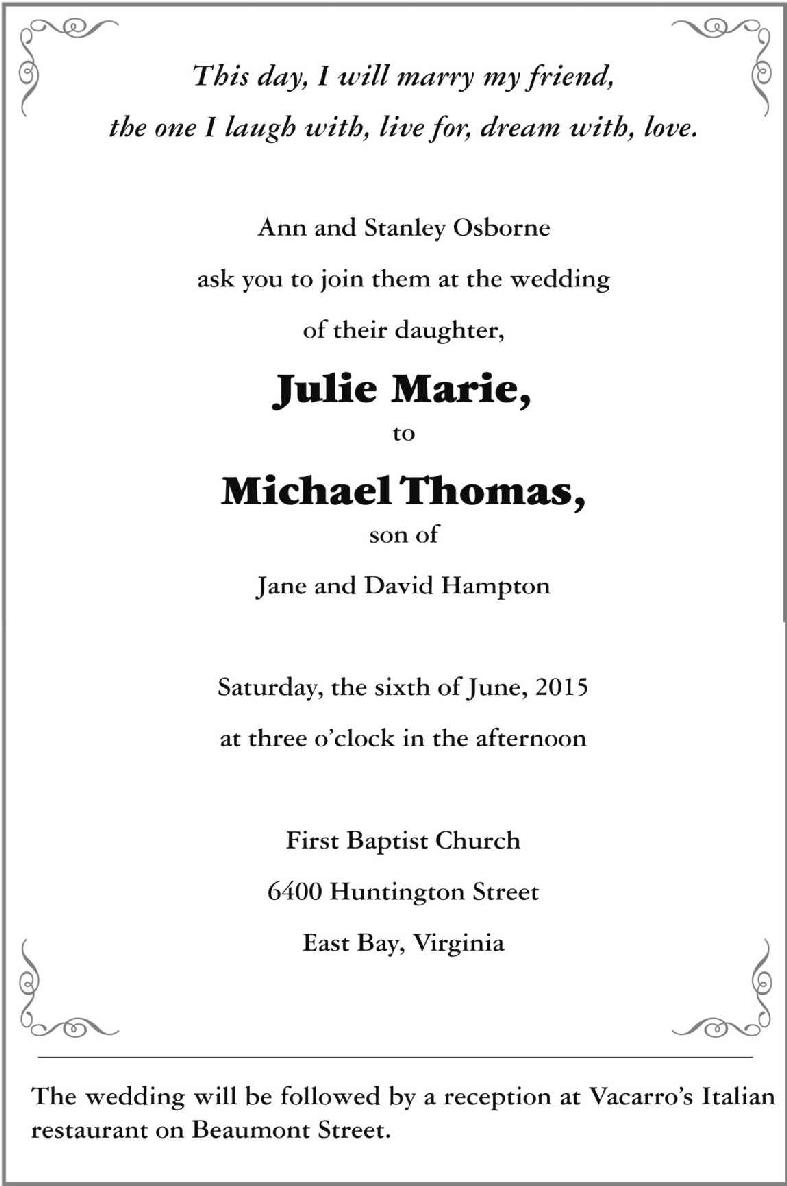 This day, I will marry my friend,
the one I laugh with, live for, dream with, love.
Ann and Stanley Osborne
ask you to join them at the wedding
of their daughter,
Julie Marie,
to
Michael Thomas,
son of
Jane and David Hampton
Saturday, the sixth of June, 2015
at three o’clock in the afternoon
First Baptist Church
6400 Huntington Street
East Bay, Virginia
The wedding will be followed by a reception at Vacarro’s Italian
restaurant on Beaumont Street.